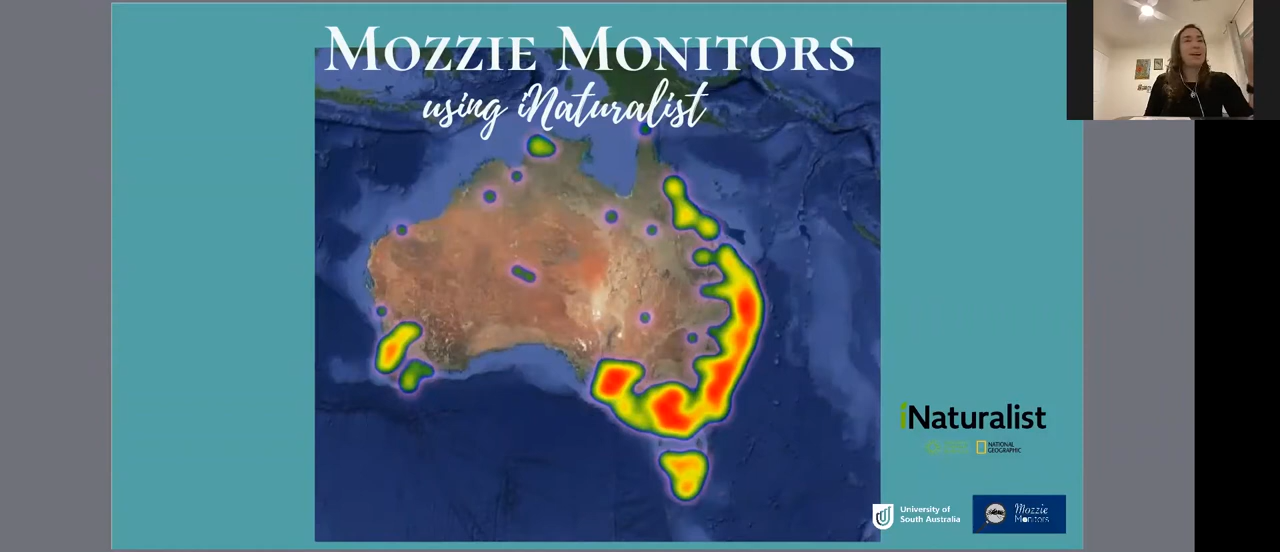 Mozzie Monitors
using iNaturalist
iNaturalist
NATIONAL
GEOGRAPHIC
University of
South Australia
Mozzie
Monitors